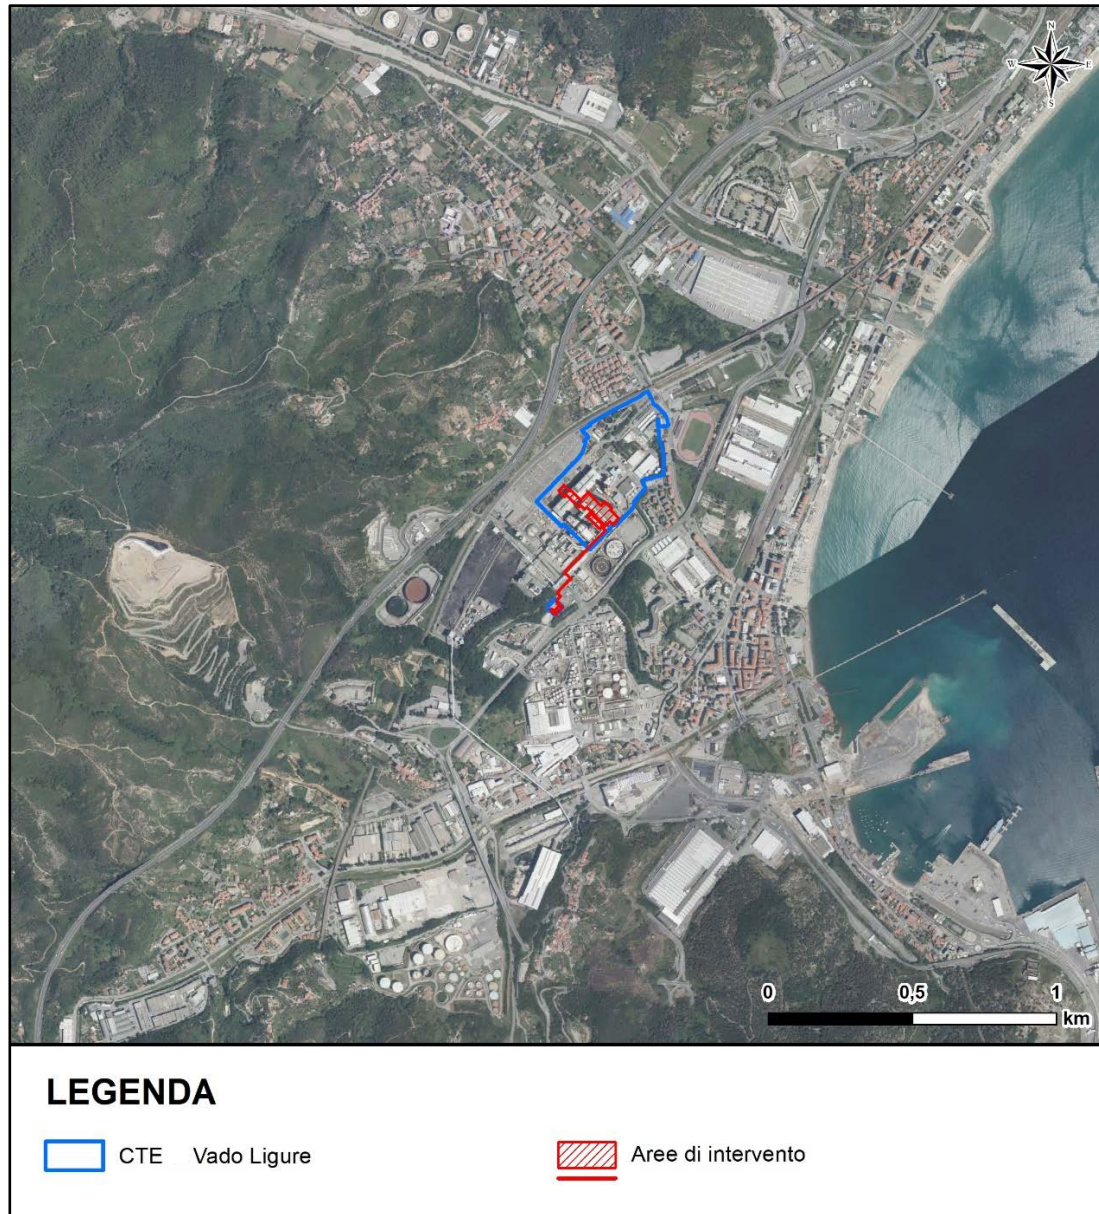 N
W E
S
0 0,5 1
km
LEGENDA
CTE Vado Ligure
Aree di intervento